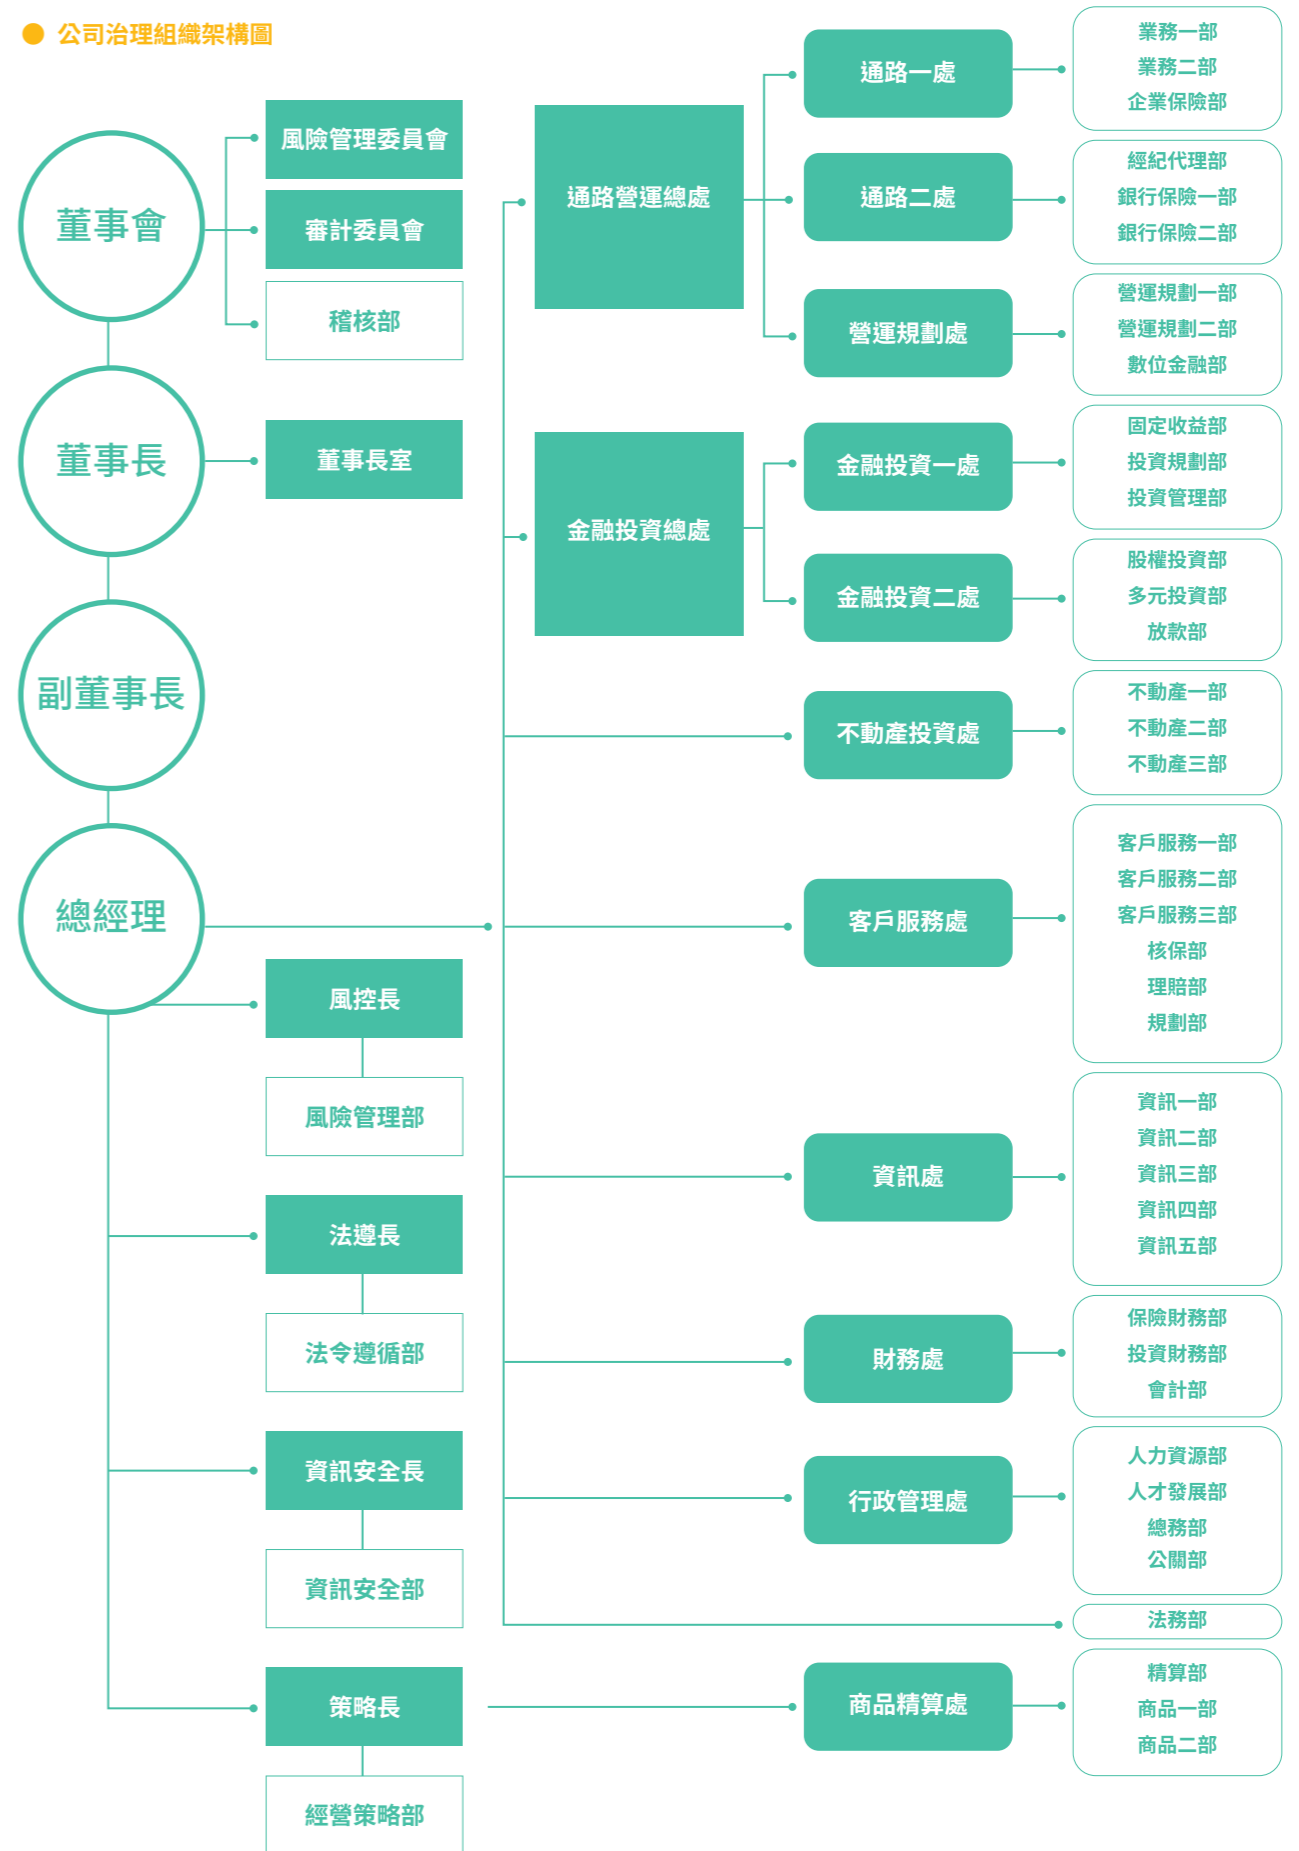 公司治理組織架構圖
董事會
風險管理委員會
審計委員會
稽核部
董事長
董事長室
副董事長
總經理
風控長
風險管理部
法遵長
法令遵循部
資訊安全長
資訊安全部
策略長
經營策略部
通路營運總處
通路一處
業務一部
業務二部
企業保險部
通路二處
經紀代理部
銀行保險一部
銀行保險二部
營運規劃處
營運規劃一部
營運規劃二部
數位金融部
金融投資總處
金融投資一處
固定收益部
投資規劃部
投資管理部
金融投資二處
股權投資部
多元投資部
放款部
不動產投資處
不動產一部
不動產二部
不動產三部
客戶服務處
客戶服務一部
客戶服務二部
客戶服務三部
核保部
理賠部
規劃部
資訊處
資訊一部
資訊二部
資訊三部
資訊四部
資訊五部
財務處
保險財務部
投資財務部
會計部
行政管理處
人力資源部
人才發展部
總務部
公關部
法務部
商品精算處
精算部
商品一部
商品二部